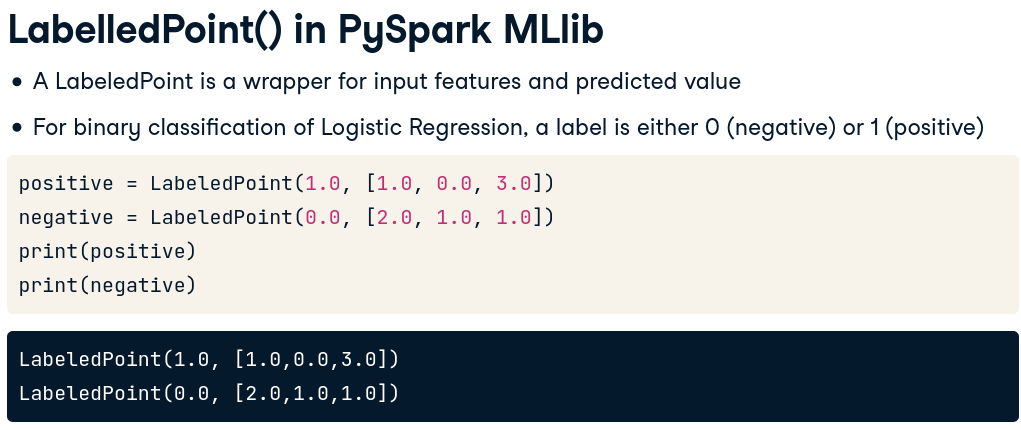 LabelledPoint() in PySpark MLlib
• A LabeledPoint is a wrapper for input features and predicted value
• For binary classification of Logistic Regression, a label is either 0 (negative) or 1 (positive)
positive = LabeledPoint(1.0, [1.0, 0.0, 3.0])
negative = LabeledPoint(0.0, [2.0, 1.0, 1.0])
print(positive)
print(negative)
LabeledPoint(1.0, [1.0,0.0,3.0])
LabeledPoint(0.0, [2.0,1.0,1.0])